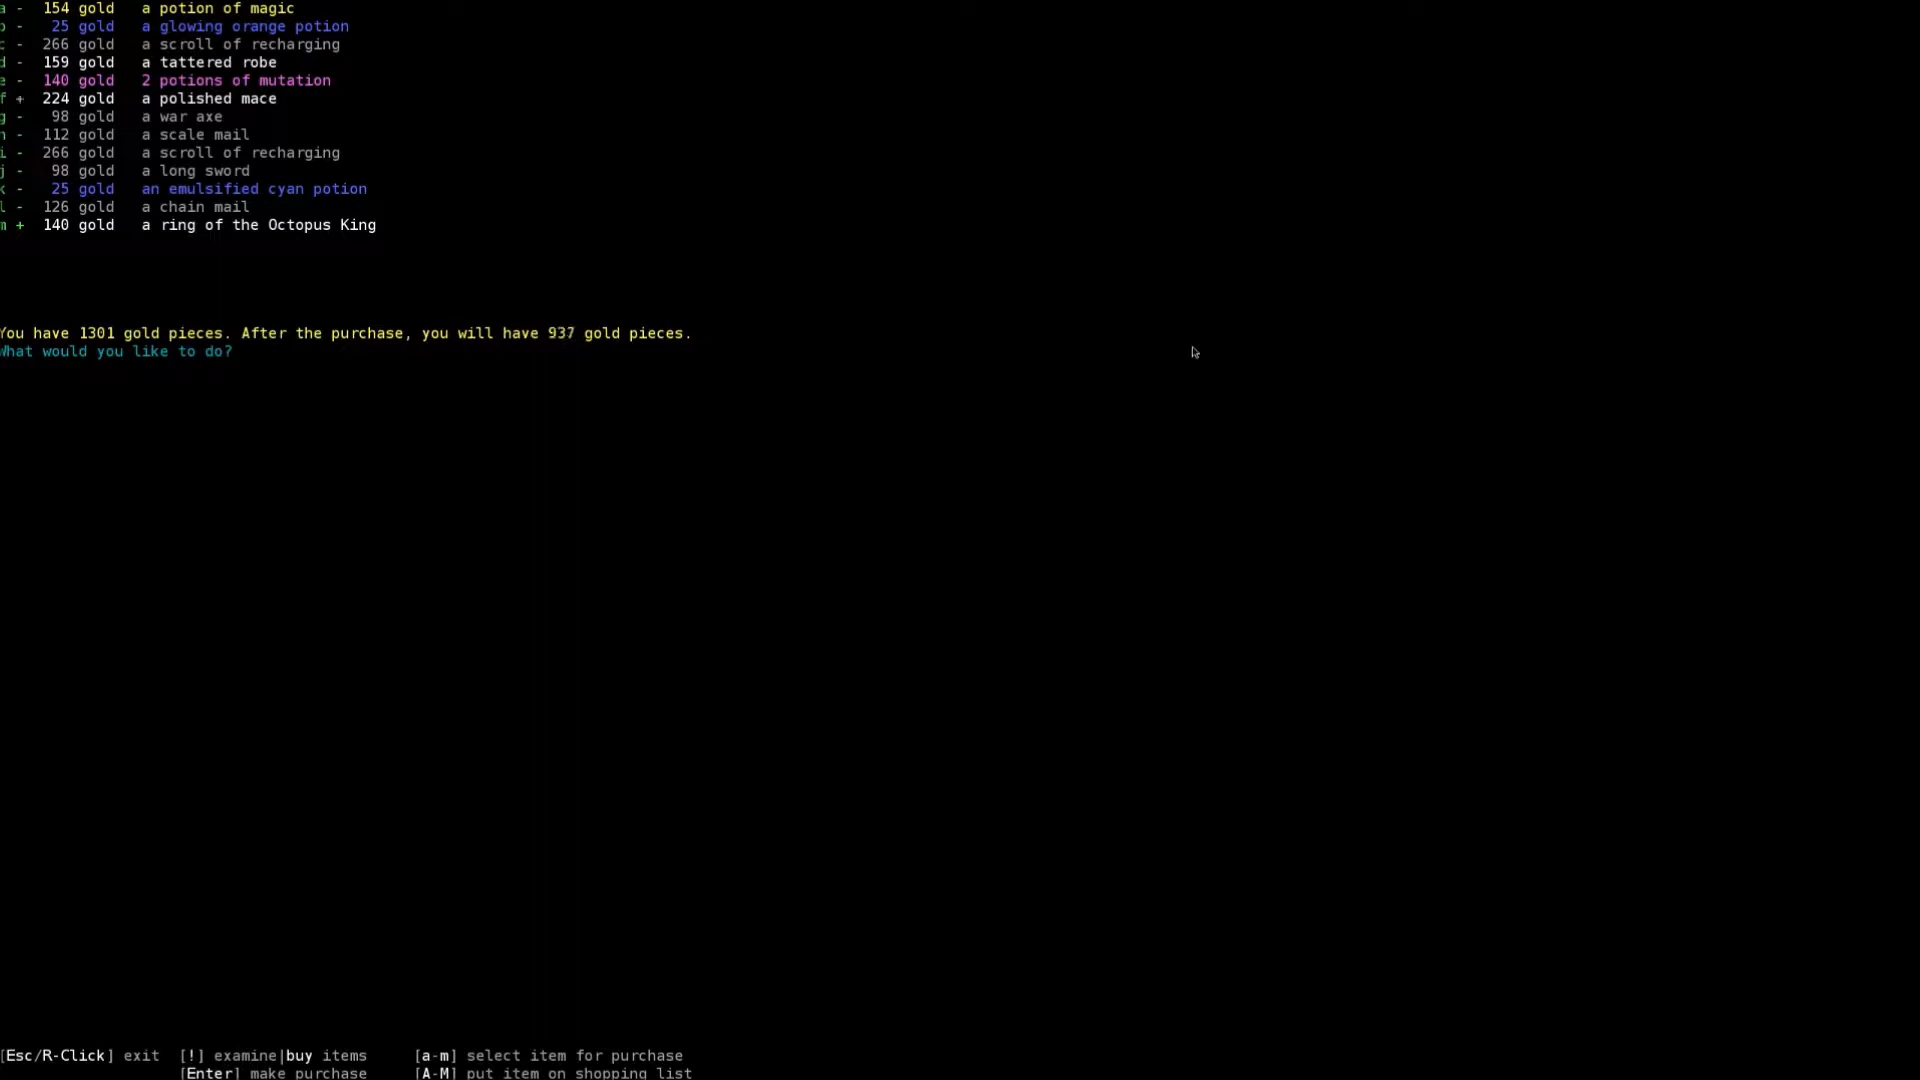 a - 154 gold a potion of magic
b - 25 gold a glowing orange potion
c - 266 gold a scroll of recharging
d - 159 gold a tattered robe
e - 140 gold 2 potions of mutation
f + 224 gold a polished mace
g - 98 gold a war axe
h - 112 gold a scale mail
i - 266 gold a scroll of recharging
j - 98 gold a long sword
k - 25 gold an emulsified cyan potion
l - 126 gold a chain mail
m + 140 gold a ring of the Octopus King
You have 1301 gold pieces. After the purchase, you will have 937 gold pieces.
What would you like to do?
[Esc/R-Click] exit [!] examine|buy items [a-m] select item for purchase
[Enter] make purchase [A-M] put item on shopping list